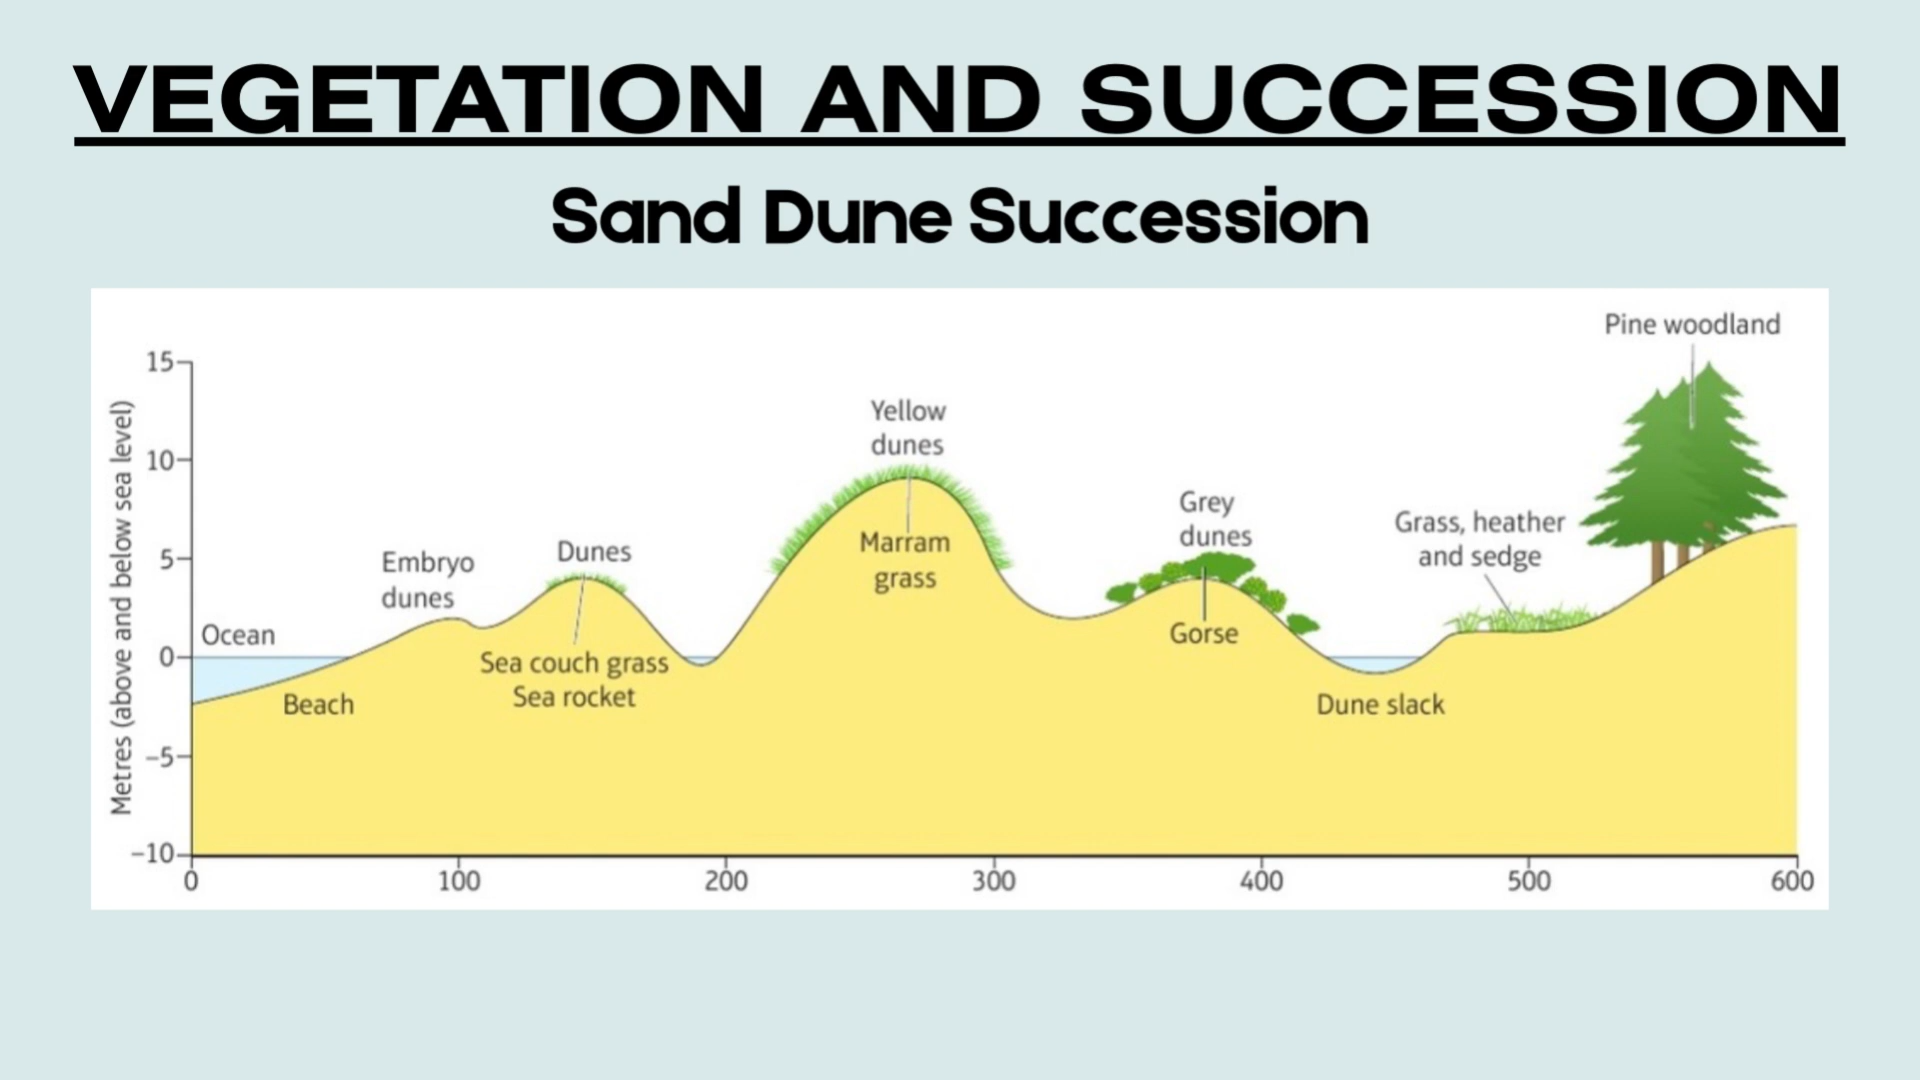 VEGETATION AND SUCCESSION
Sand Dune Succession
Pine woodland
15
Yellow
dunes
10
Grey
dunes
Grass, heather
and sedge
Metres (above and below sea level)
Embryo
dunes
Dunes
5
Marram
grass
Ocean
Gorse
0
Sea couch grass
Sea rocket
Beach
Dune slack
–5
–10
0 100 200 300 400 500 600